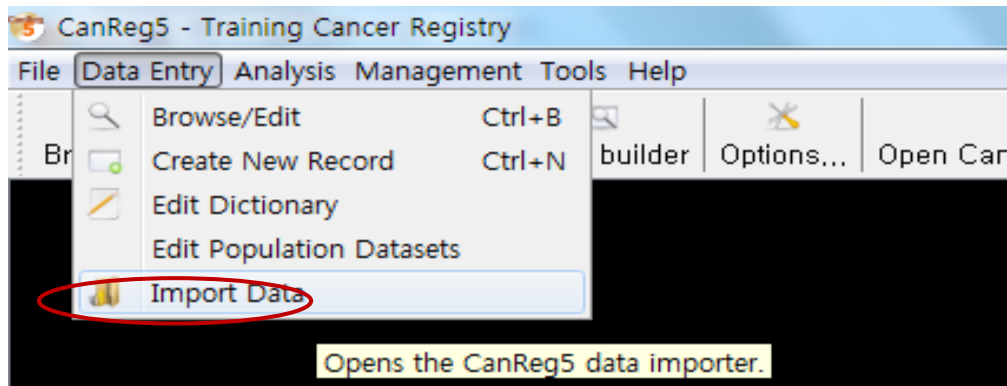 CanReg5 - Training Cancer Registry
File Data Entry Analysis Management Tools Help
Browse/Edit Ctrl+B
Create New Record Ctrl+N
builder Options... Open Can
Edit Dictionary
Edit Population Datasets
Import Data
Opens the CanReg5 data importer.